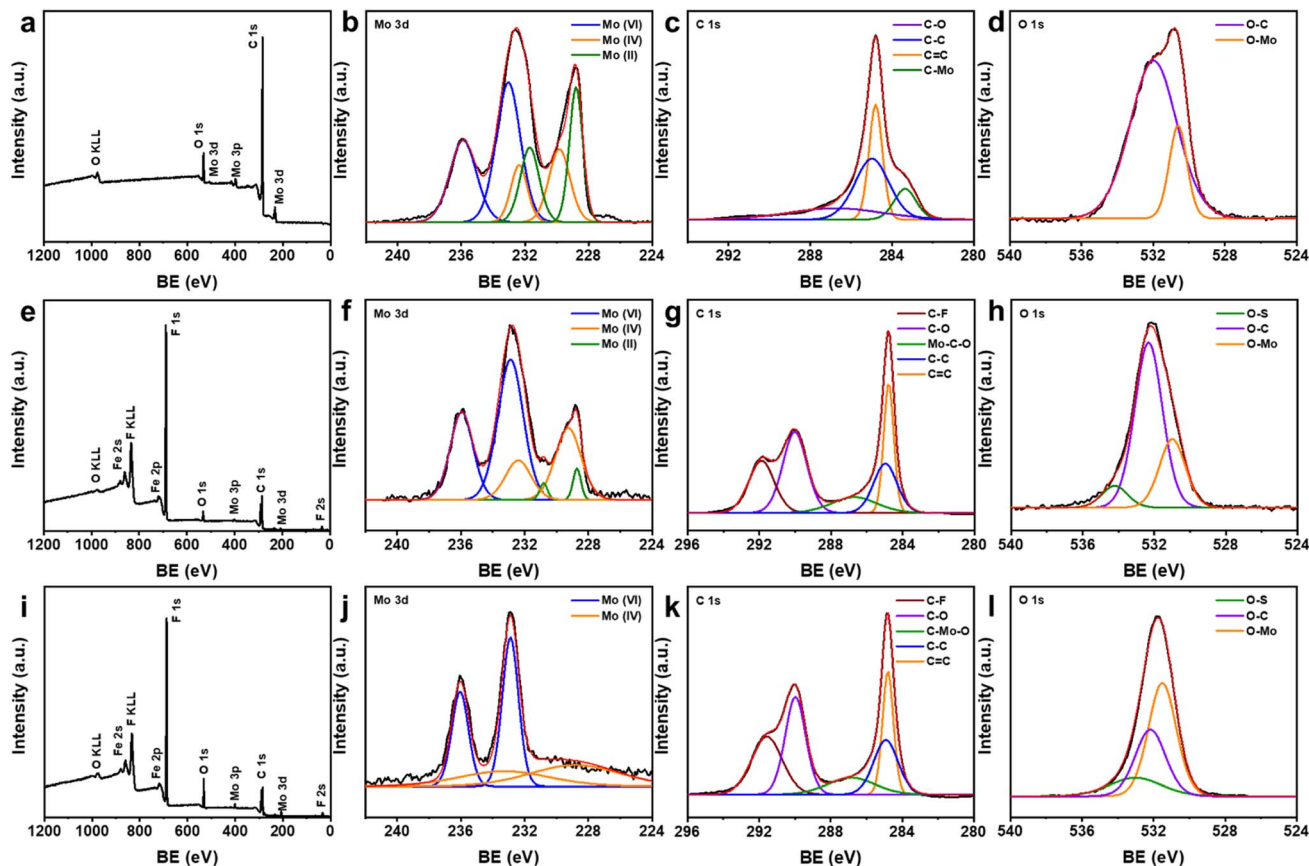 a
O KLL
O 1s
Mo 3d
Mo 3p
C 1s
Mo 3d
Intensity (a.u.)
1200 1000 800 600 400 200 0
BE (eV)
b
Mo 3d
Mo (VI)
Mo (IV)
Mo (II)
Intensity (a.u.)
240 236 232 228 224
BE (eV)
c
C 1s
C-O
C-C
C=C
C-Mo
Intensity (a.u.)
292 288 284 280
BE (eV)
d
O 1s
O-C
O-Mo
Intensity (a.u.)
540 536 532 528 524
BE (eV)
e
O KLL
Fe 2s
F KLL
Fe 2p
F 1s
O 1s
Mo 3p
C 1s
Mo 3d
F 2s
Intensity (a.u.)
1200 1000 800 600 400 200 0
BE (eV)
f
Mo 3d
Mo (VI)
Mo (IV)
Mo (II)
Intensity (a.u.)
240 236 232 228 224
BE (eV)
g
C 1s
C-F
C-O
Mo-C-O
C-C
C=C
Intensity (a.u.)
296 292 288 284 280
BE (eV)
h
O 1s
O-S
O-C
O-Mo
Intensity (a.u.)
540 536 532 528 524
BE (eV)
i
O KLL
Fe 2s
F KLL
Fe 2p
F 1s
O 1s
Mo 3p
C 1s
Mo 3d
F 2s
Intensity (a.u.)
1200 1000 800 600 400 200 0
BE (eV)
j
Mo 3d
Mo (VI)
Mo (IV)
Intensity (a.u.)
240 236 232 228 224
BE (eV)
k
C 1s
C-F
C-O
C-Mo-O
C-C
C=C
Intensity (a.u.)
296 292 288 284 280
BE (eV)
l
O 1s
O-S
O-C
O-Mo
Intensity (a.u.)
540 536 532 528 524
BE (eV)